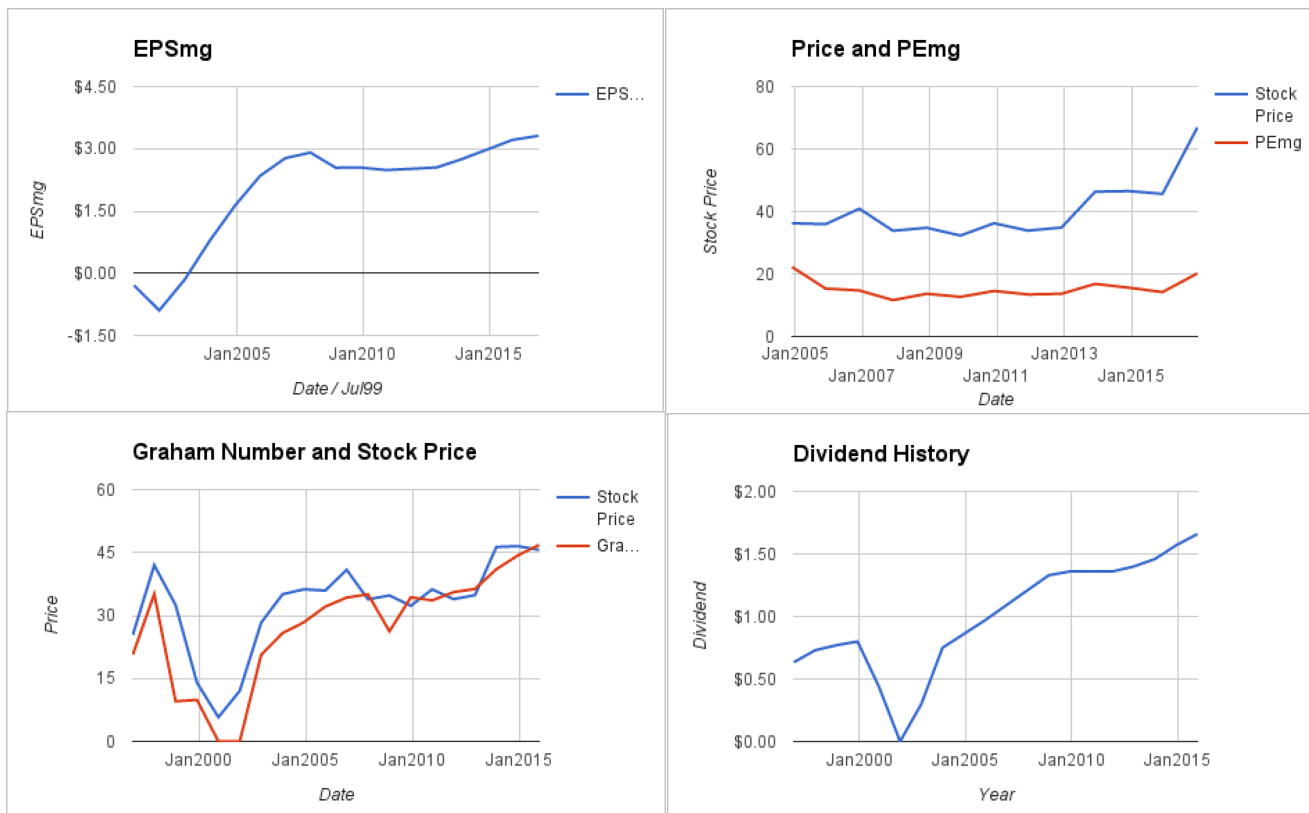 EPSmg
$4.50
$3.00
$1.50
$0.00
-$1.50
EPSmg
EPS…
Jan2005 Jan2010 Jan2015
Date / Jul99
Price and PEmg
80
60
40
20
0
Stock Price
Stock
Price
PEmg
Jan2005 Jan2009 Jan2013
Jan2007 Jan2011 Jan2015
Date
Graham Number and Stock Price
60
45
30
15
0
Price
Stock
Price
Gra…
Jan2000 Jan2005 Jan2010 Jan2015
Date
Dividend History
$2.00
$1.50
$1.00
$0.50
$0.00
Dividend
Jan2000 Jan2005 Jan2010 Jan2015
Year